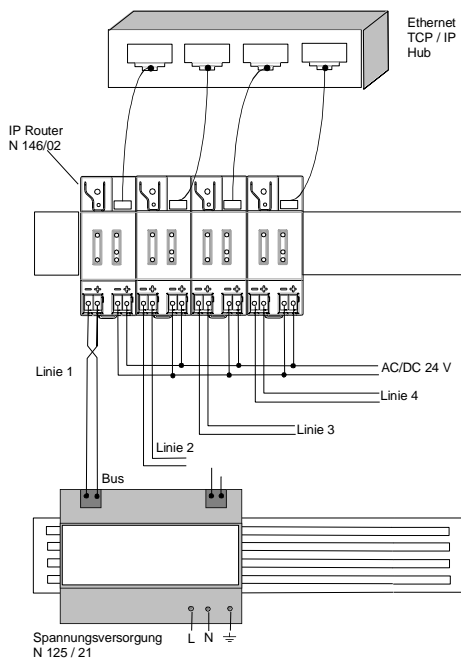 Ethernet
TCP / IP
Hub
IP Router
N 146/02
- + - + - + - + - + - + - + - +
AC/DC 24 V
Linie 1
Linie 4
Linie 3
Linie 2
Bus
L N
Spannungsversorgung
N 125 / 21